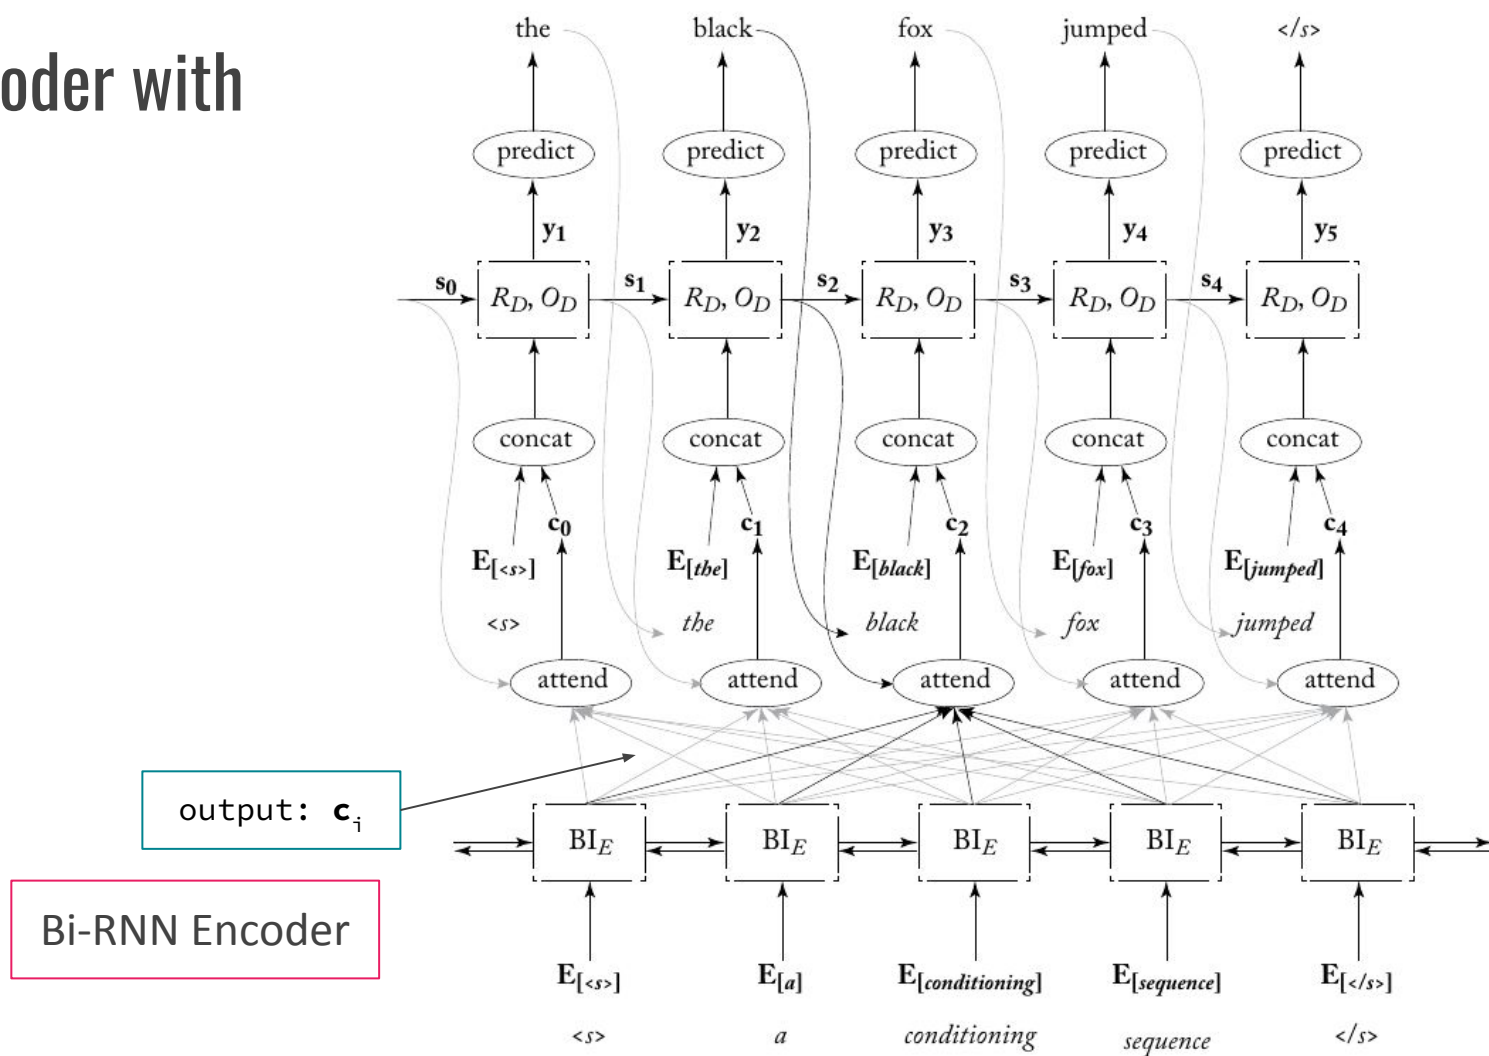 oder with
the black fox jumped </s>
predict predict predict predict predict
y1 y2 y3 y4 y5
s0 s1 s2 s3 s4
RD, OD RD, OD RD, OD RD, OD RD, OD
concat concat concat concat concat
c0 c1 c2 c3 c4
E[<s>] E[the] E[black] E[fox] E[jumped]
<s> the black fox jumped
attend attend attend attend attend
output: ci
BIE BIE BIE BIE BIE
Bi-RNN Encoder
E[<s>] E[a] E[conditioning] E[sequence] E[</s>]
<s> a conditioning sequence </s>